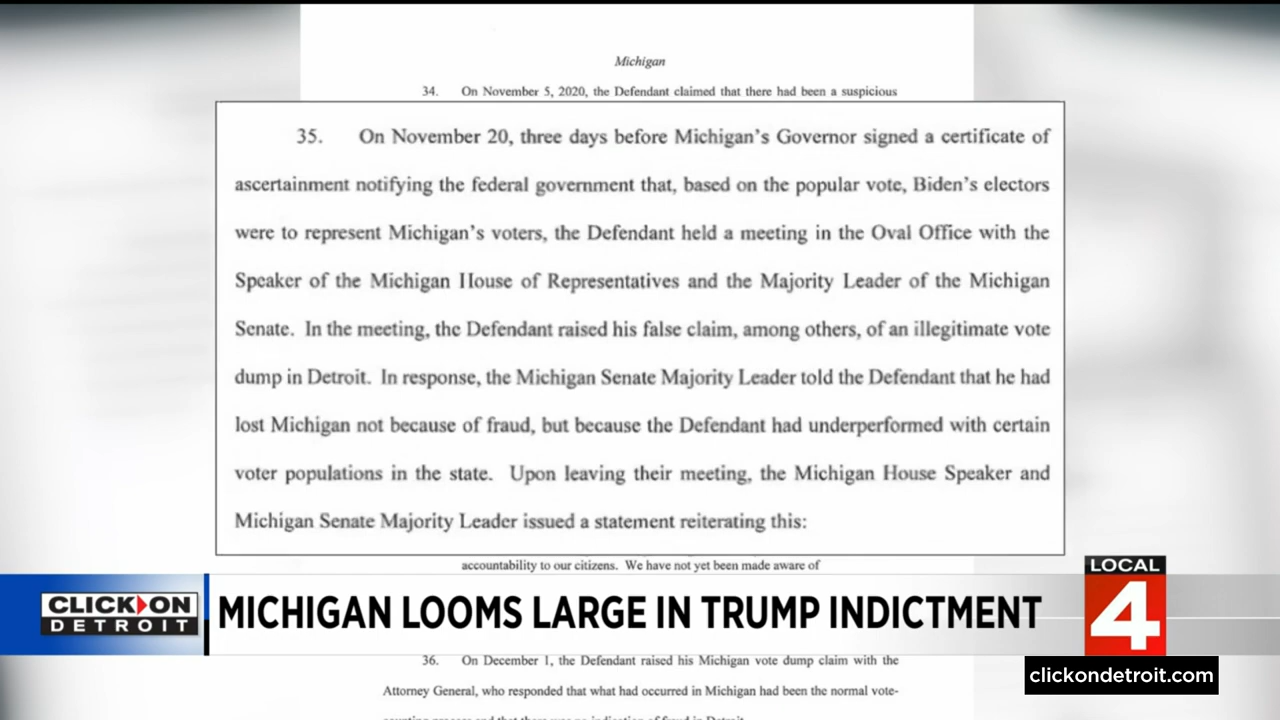 Michigan
34. On November 5, 2020, the Defendant claimed that there had been a suspicious
35. On November 20, three days before Michigan's Governor signed a certificate of
ascertainment notifying the federal government that, based on the popular vote, Biden's electors
were to represent Michigan's voters, the Defendant held a meeting in the Oval Office with the
Speaker of the Michigan House of Representatives and the Majority Leader of the Michigan
Senate. In the meeting, the Defendant raised his false claim, among others, of an illegitimate vote
dump in Detroit. In response, the Michigan Senate Majority Leader told the Defendant that he had
lost Michigan not because of fraud, but because the Defendant had underperformed with certain
voter populations in the state. Upon leaving their meeting, the Michigan House Speaker and
Michigan Senate Majority Leader issued a statement reiterating this:
accountability to our citizens. We have not yet been made aware of
CLICK ON
DETROIT
MICHIGAN LOOMS LARGE IN TRUMP INDICTMENT
LOCAL
4
clickondetroit.com
36. On December 1, the Defendant raised his Michigan vote dump claim with the
Attorney General, who responded that what had occurred in Michigan had been the normal vote-